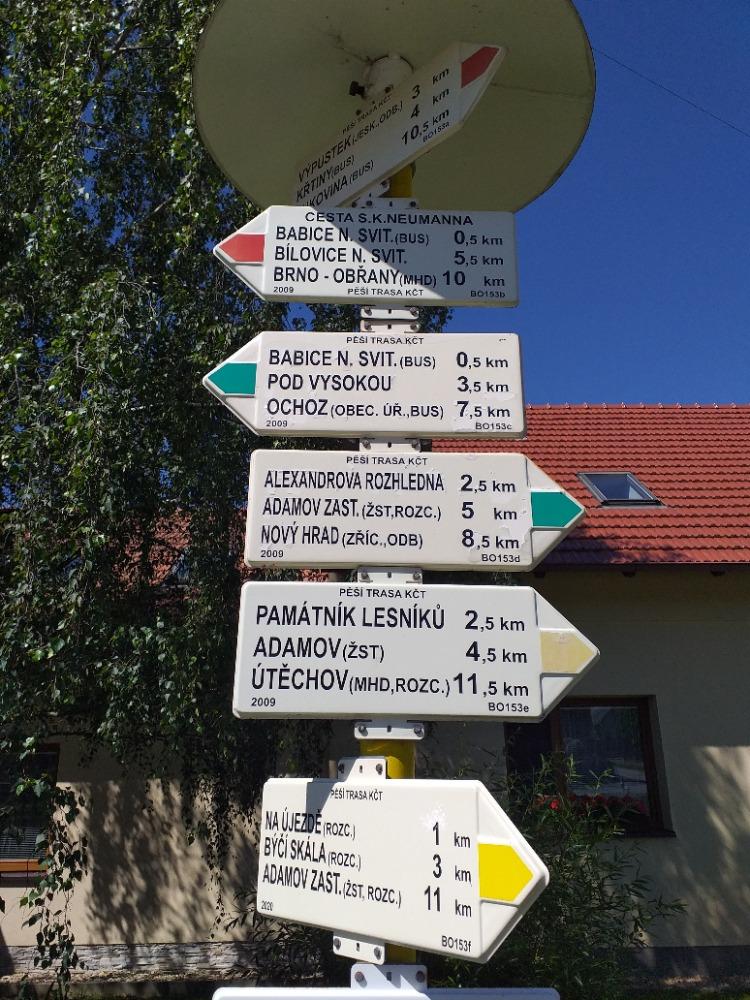 PĚŠÍ TRASA KČT
VÝPUSTEK(JESK.,ODB.) 3 km
KŘTINY(BUS) 4 km
(BUS) 10,5 km
BO153a
CESTA S.K.NEUMANNA
BABICE N. SVIT.(BUS) 0,5 km
BÍLOVICE N. SVIT. 5,5 km
BRNO - OBŘANY(MHD) 10 km
2009 PĚŠÍ TRASA KČT BO153b
PĚŠÍ TRASA KČT
BABICE N. SVIT.(BUS) 0,5 km
POD VYSOKOU 3,5 km
OCHOZ (OBEC. ÚŘ.,BUS) 7,5 km
2009 BO153c
PĚŠÍ TRASA KČT
ALEXANDROVA ROZHLEDNA 2,5 km
ADAMOV ZAST.(ŽST,ROZC.) 5 km
NOVÝ HRAD (ZŘÍC.,ODB) 8,5 km
2009 BO153d
PĚŠÍ TRASA KČT
PAMÁTNÍK LESNÍKŮ 2,5 km
ADAMOV(ŽST) 4,5 km
ÚTĚCHOV(MHD,ROZC.) 11,5 km
2009 BO153e
PĚŠÍ TRASA KČT
NA ÚJEZDĚ(ROZC.) 1 km
BÝČÍ SKÁLA(ROZC.) 3 km
ADAMOV ZAST.(ŽST, ROZC.) 11 km
2020 BO153f